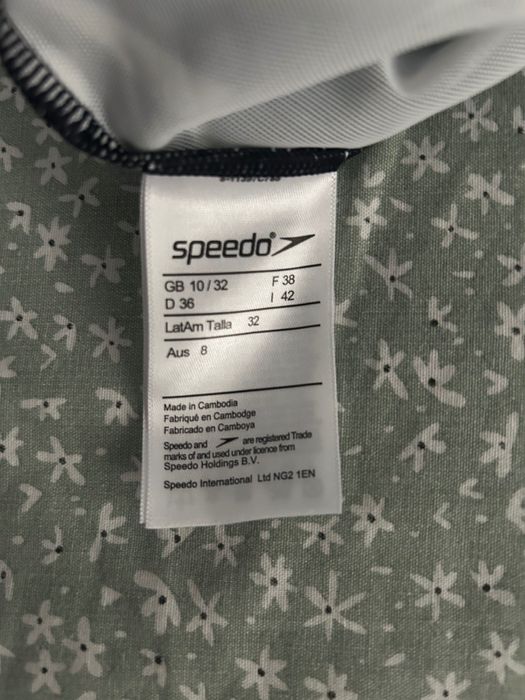 speedo®
GB 10/32 F 38
D 36 I 42
LatAm Talla 32
Aus 8
Made in Cambodia
Fabriqué en Cambodge
Fabricado en Camboya
Speedo and are registered Trade
marks of and used under licence from
Speedo Holdings B.V.
Speedo International Ltd NG2 1EN